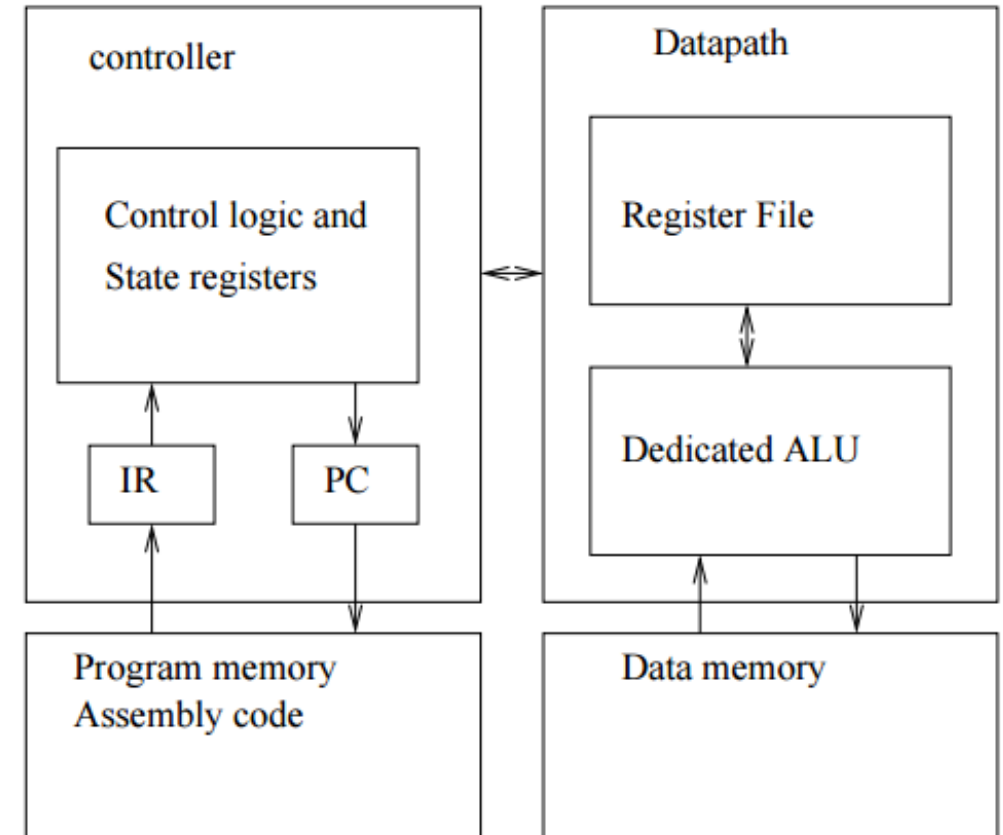 controller
Control logic and
State registers
IR
PC
Program memory
Assembly code
Datapath
Register File
Dedicated ALU
Data memory